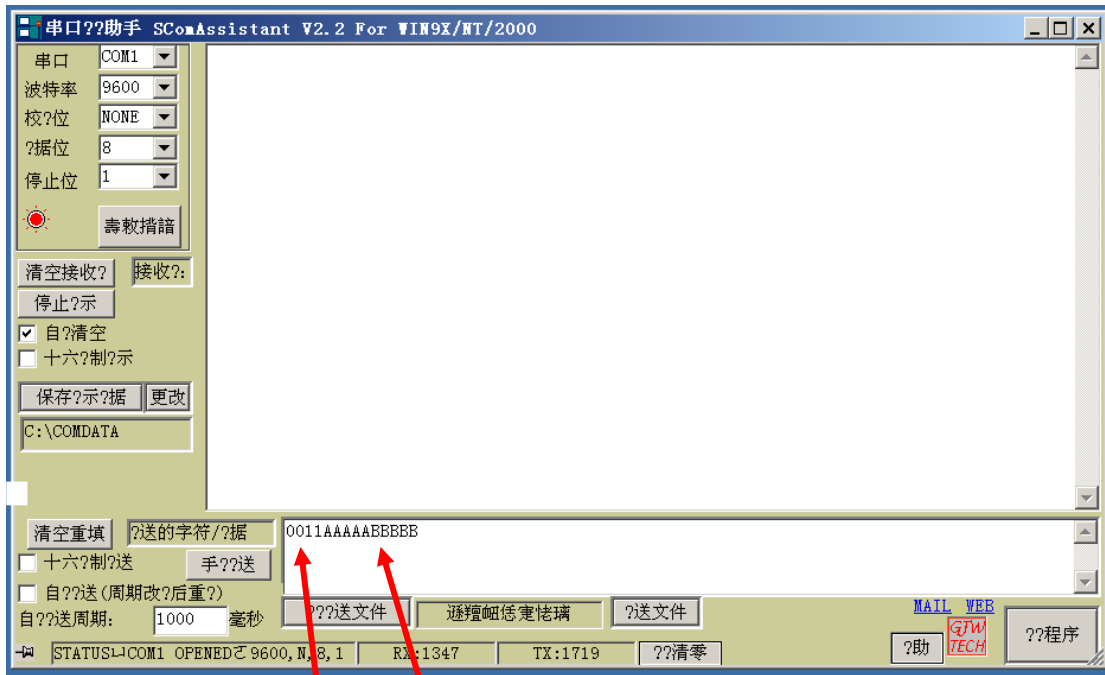 串口??助手 SComAssistant V2.2 For WIN9X/NT/2000
串口 COM1
波特率 9600
校?位 NONE
?据位 8
停止位 1
壽敹揹諳
清空接收? 接收?:
停止?示
自?清空
十六?制?示
保存?示?据 更改
C:\COMDATA
清空重填 ?送的字符/?据 0011AAAAABBBBB
十六?制?送 手??送
自??送(周期改?后重?)
自??送周期: 1000 毫秒 ???送文件 ?送文件 MAIL WEB
GJW
TECH
?助 ??程序
STATUS COM1 OPENED 9600,N,8,1 RX:1347 TX:1719 ??清零